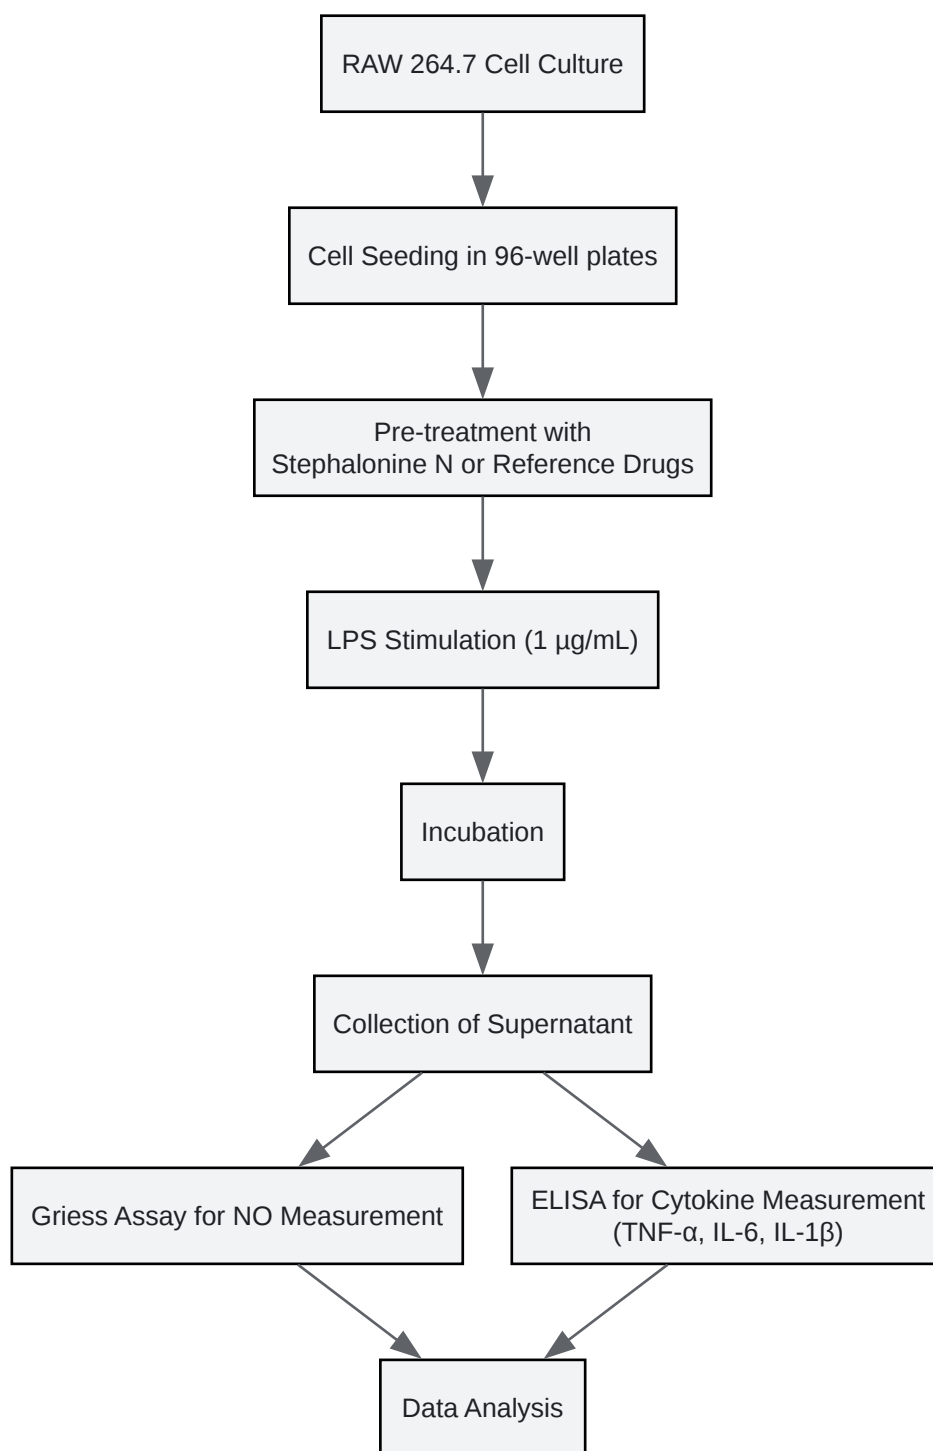 RAW 264.7 Cell Culture
Cell Seeding in 96-well plates
Pre-treatment with
Stephalonine N or Reference Drugs
LPS Stimulation (1 µg/mL)
Incubation
Collection of Supernatant
Griess Assay for NO Measurement
ELISA for Cytokine Measurement
(TNF-α, IL-6, IL-1β)
Data Analysis